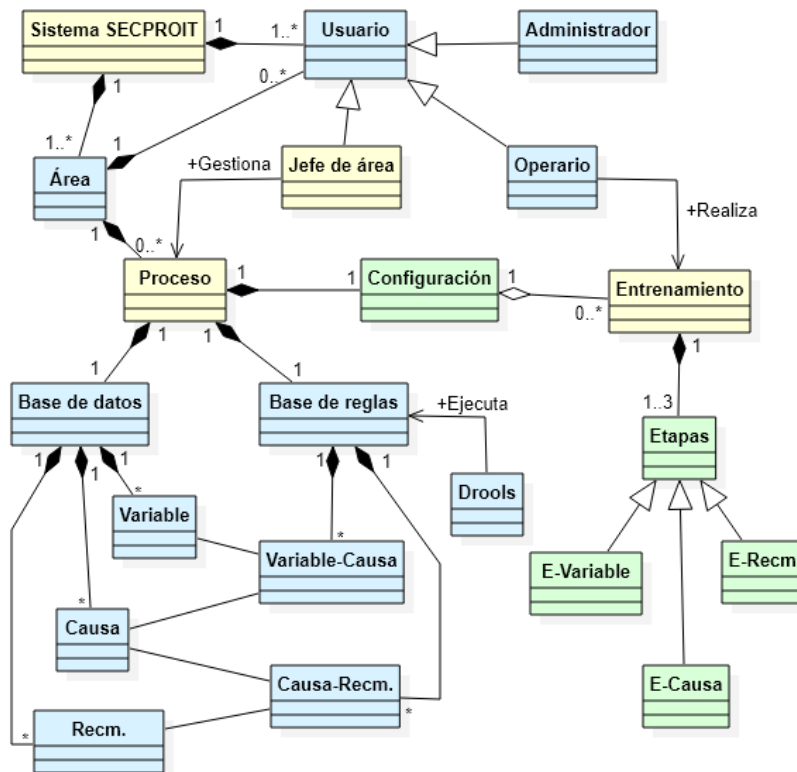 Sistema SECPROIT
1
1..*
Usuario
Administrador
1
0..*
1..*
1
Área
+Gestiona
Jefe de área
Operario
+Realiza
1
0..*
Proceso
1
1
Configuración
1
0..*
Entrenamiento
1
1
1
1
1
1..3
Base de datos
Base de reglas
+Ejecuta
Etapas
1
1
1
1
1
*
Variable
Drools
*
Variable-Causa
E-Variable
E-Recm.
*
Causa
Causa-Recm.
*
E-Causa
*
Recm.